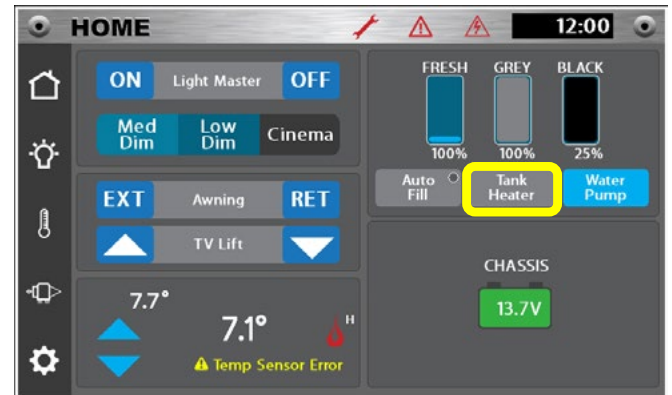 HOME
12:00
ON Light Master OFF
Med Dim
Low Dim
Cinema
EXT Awning RET
TV Lift
7.7°
7.1°
H
Temp Sensor Error
FRESH GREY BLACK
100% 100% 25%
Auto Fill
Tank Heater
Water Pump
CHASSIS
13.7V